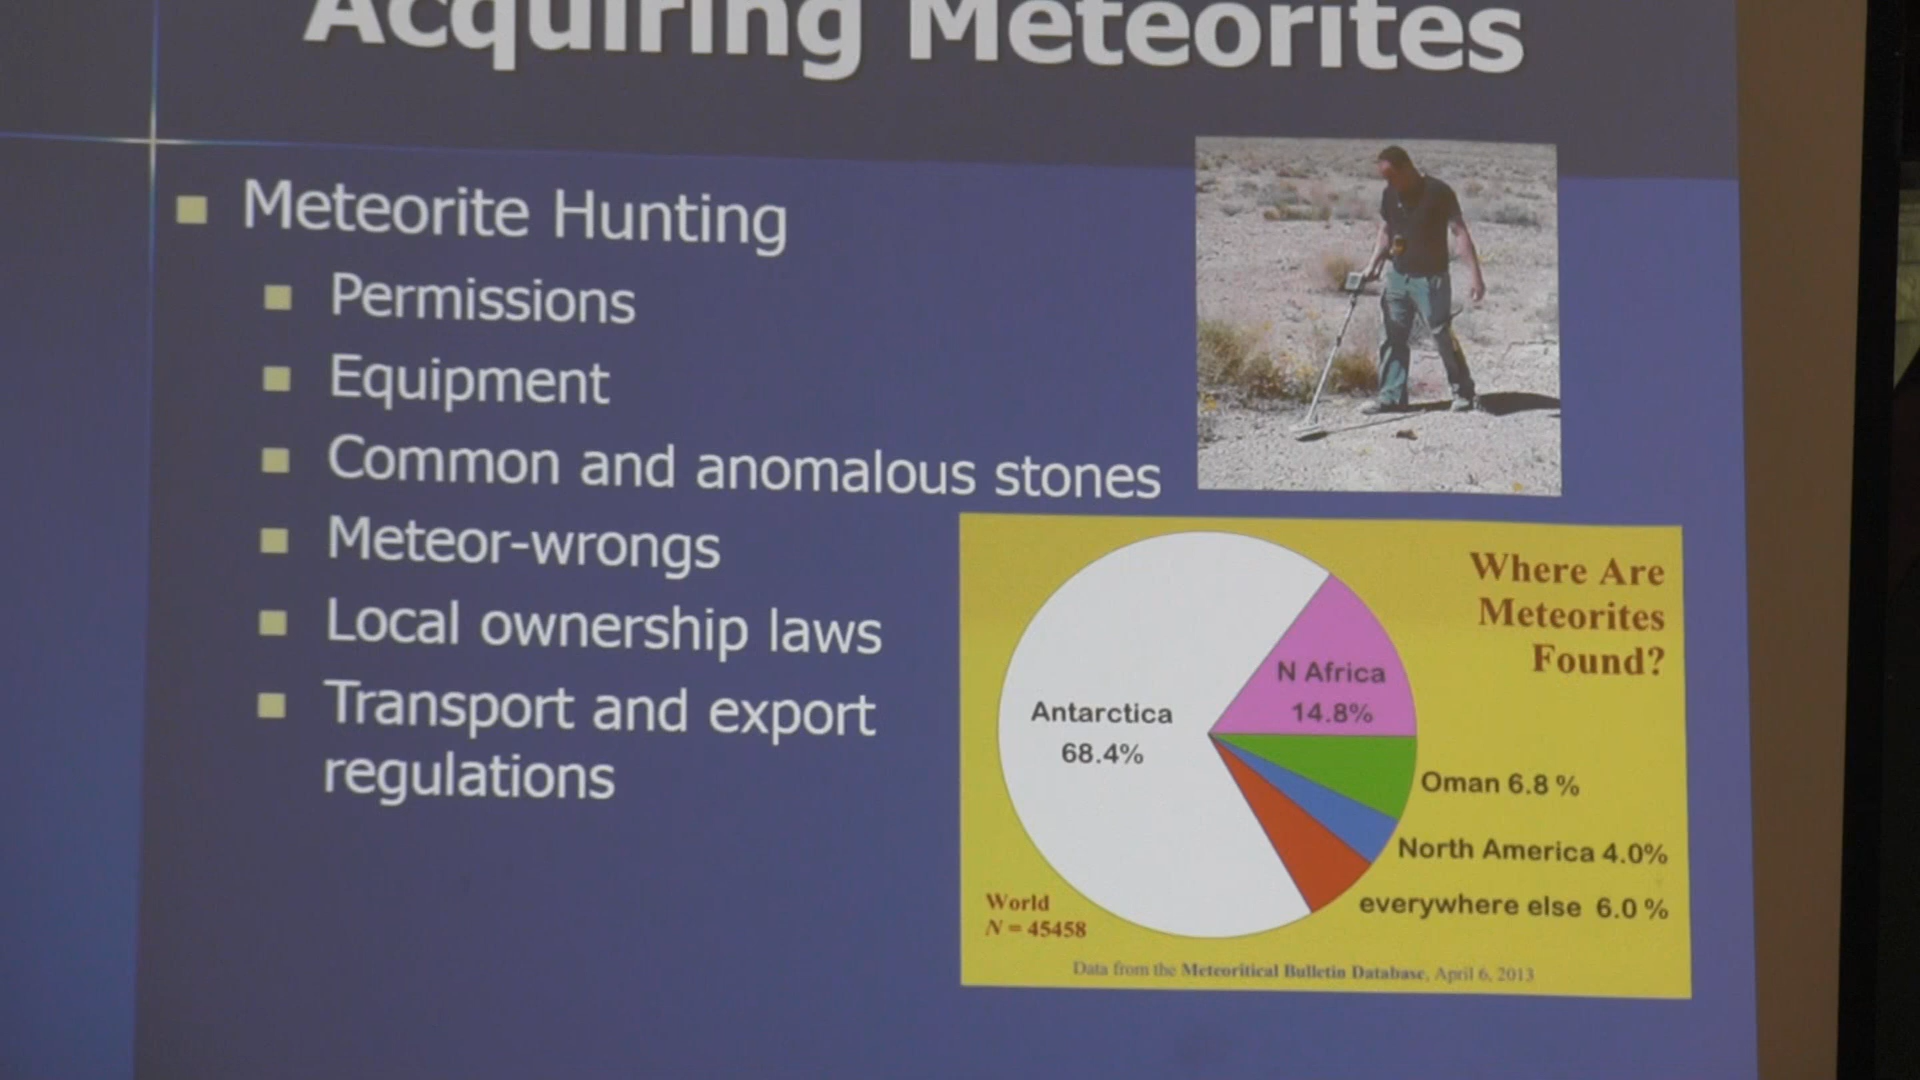 Acquiring Meteorites
Meteorite Hunting
Permissions
Equipment
Common and anomalous stones
Meteor-wrongs
Local ownership laws
Transport and export
regulations
Where Are
Meteorites
Found?
N Africa
14.8%
Antarctica
68.4%
Oman 6.8 %
North America 4.0%
everywhere else 6.0 %
World
N = 45458
Data from the Meteoritical Bulletin Database, April 6, 2013